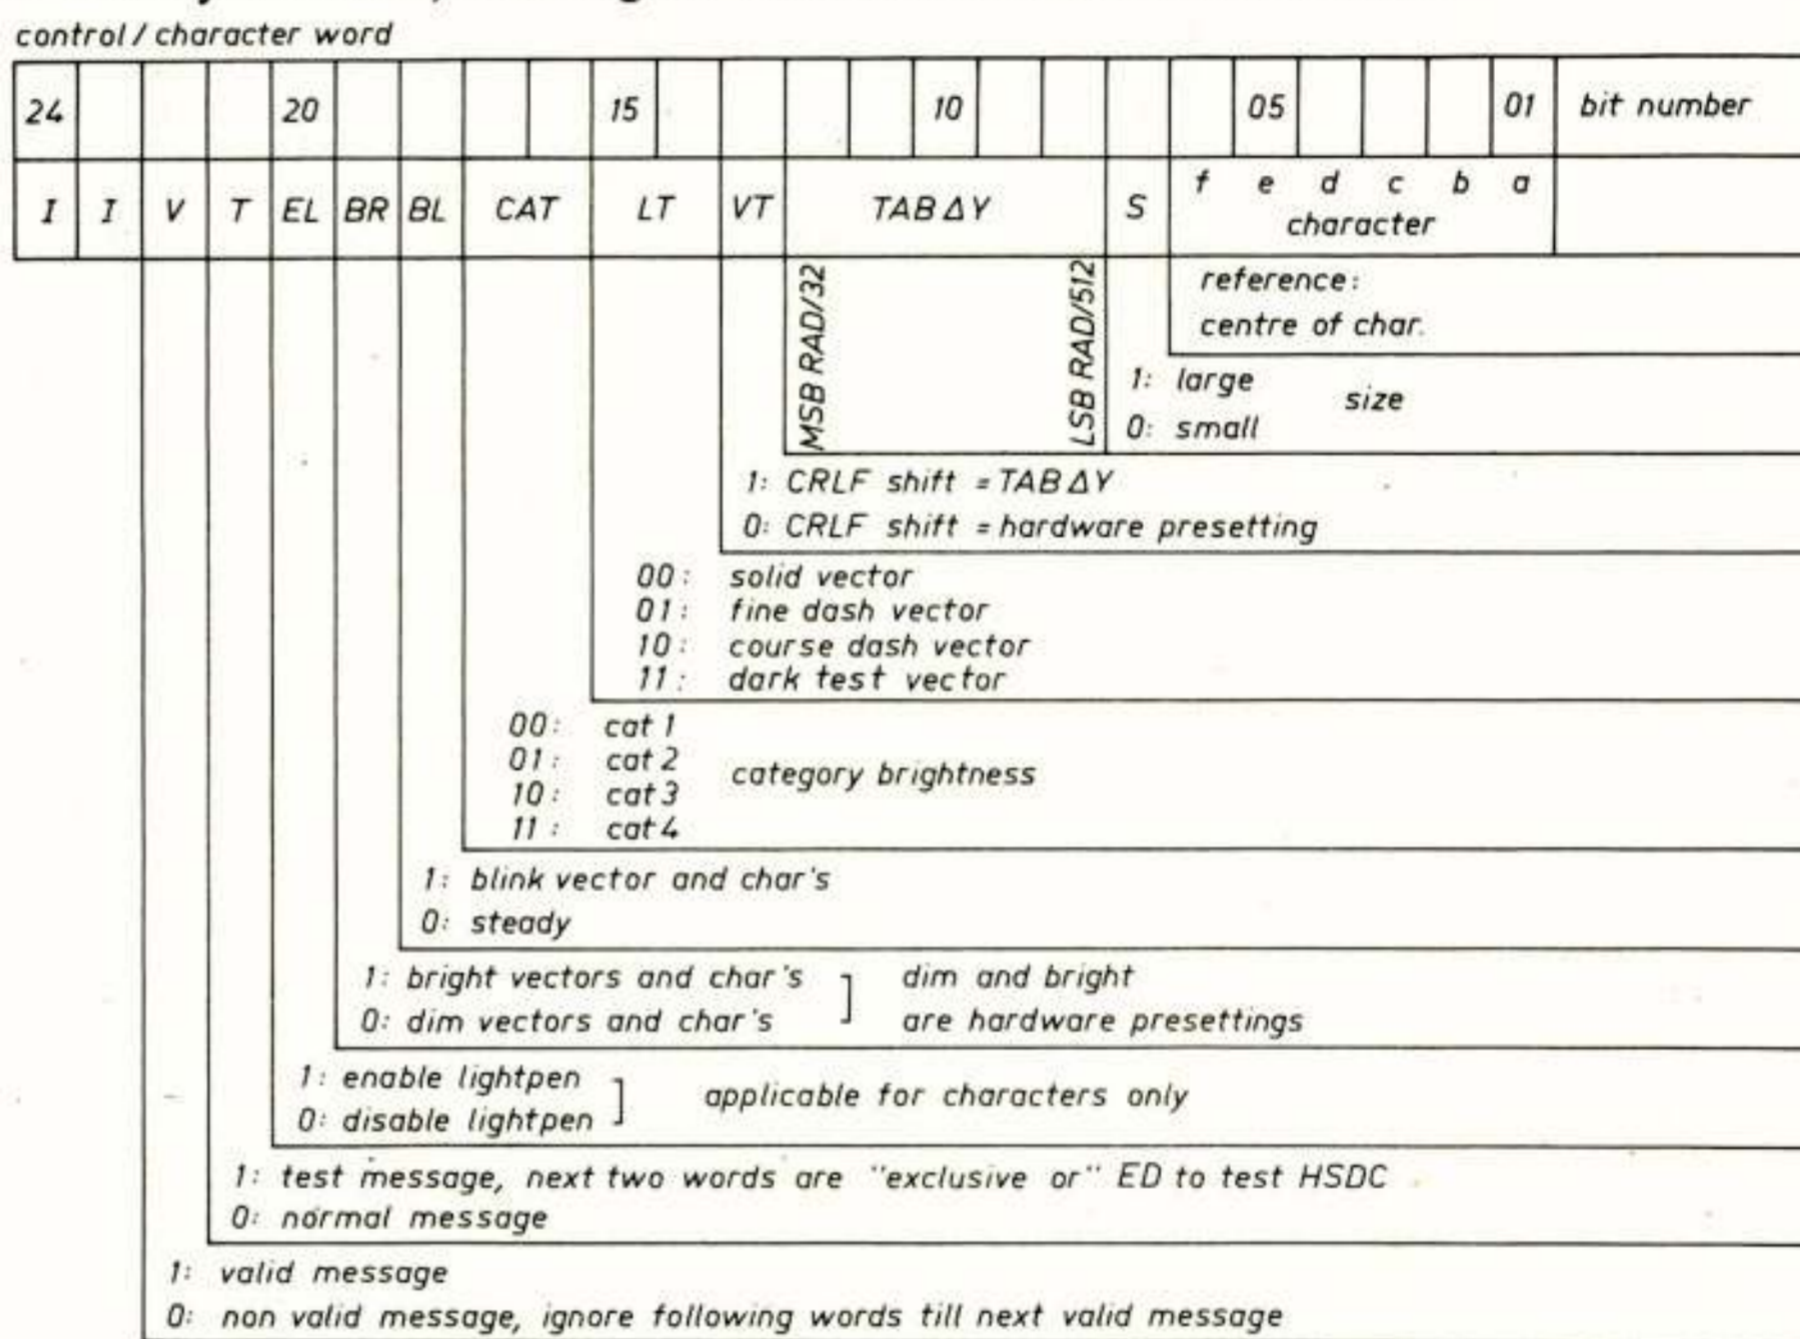 control / character word
24 20 15 10 05 01 bit number
I I V T EL BR BL CAT LT VT TAB Δ Y S f e d c b a
character
MSB RAD/32
LSB RAD/512
reference:
centre of char.
1: large
0: small
size
1: CRLF shift = TAB Δ Y
0: CRLF shift = hardware presetting
00: solid vector
01: fine dash vector
10: course dash vector
11: dark test vector
00: cat 1
01: cat 2
10: cat 3
11: cat 4
category brightness
1: blink vector and char's
0: steady
1: bright vectors and char's
0: dim vectors and char's
dim and bright
are hardware presettings
1: enable lightpen
0: disable lightpen
applicable for characters only
1: test message, next two words are "exclusive or" ED to test HSDC
0: normal message
1: valid message
0: non valid message, ignore following words till next valid message